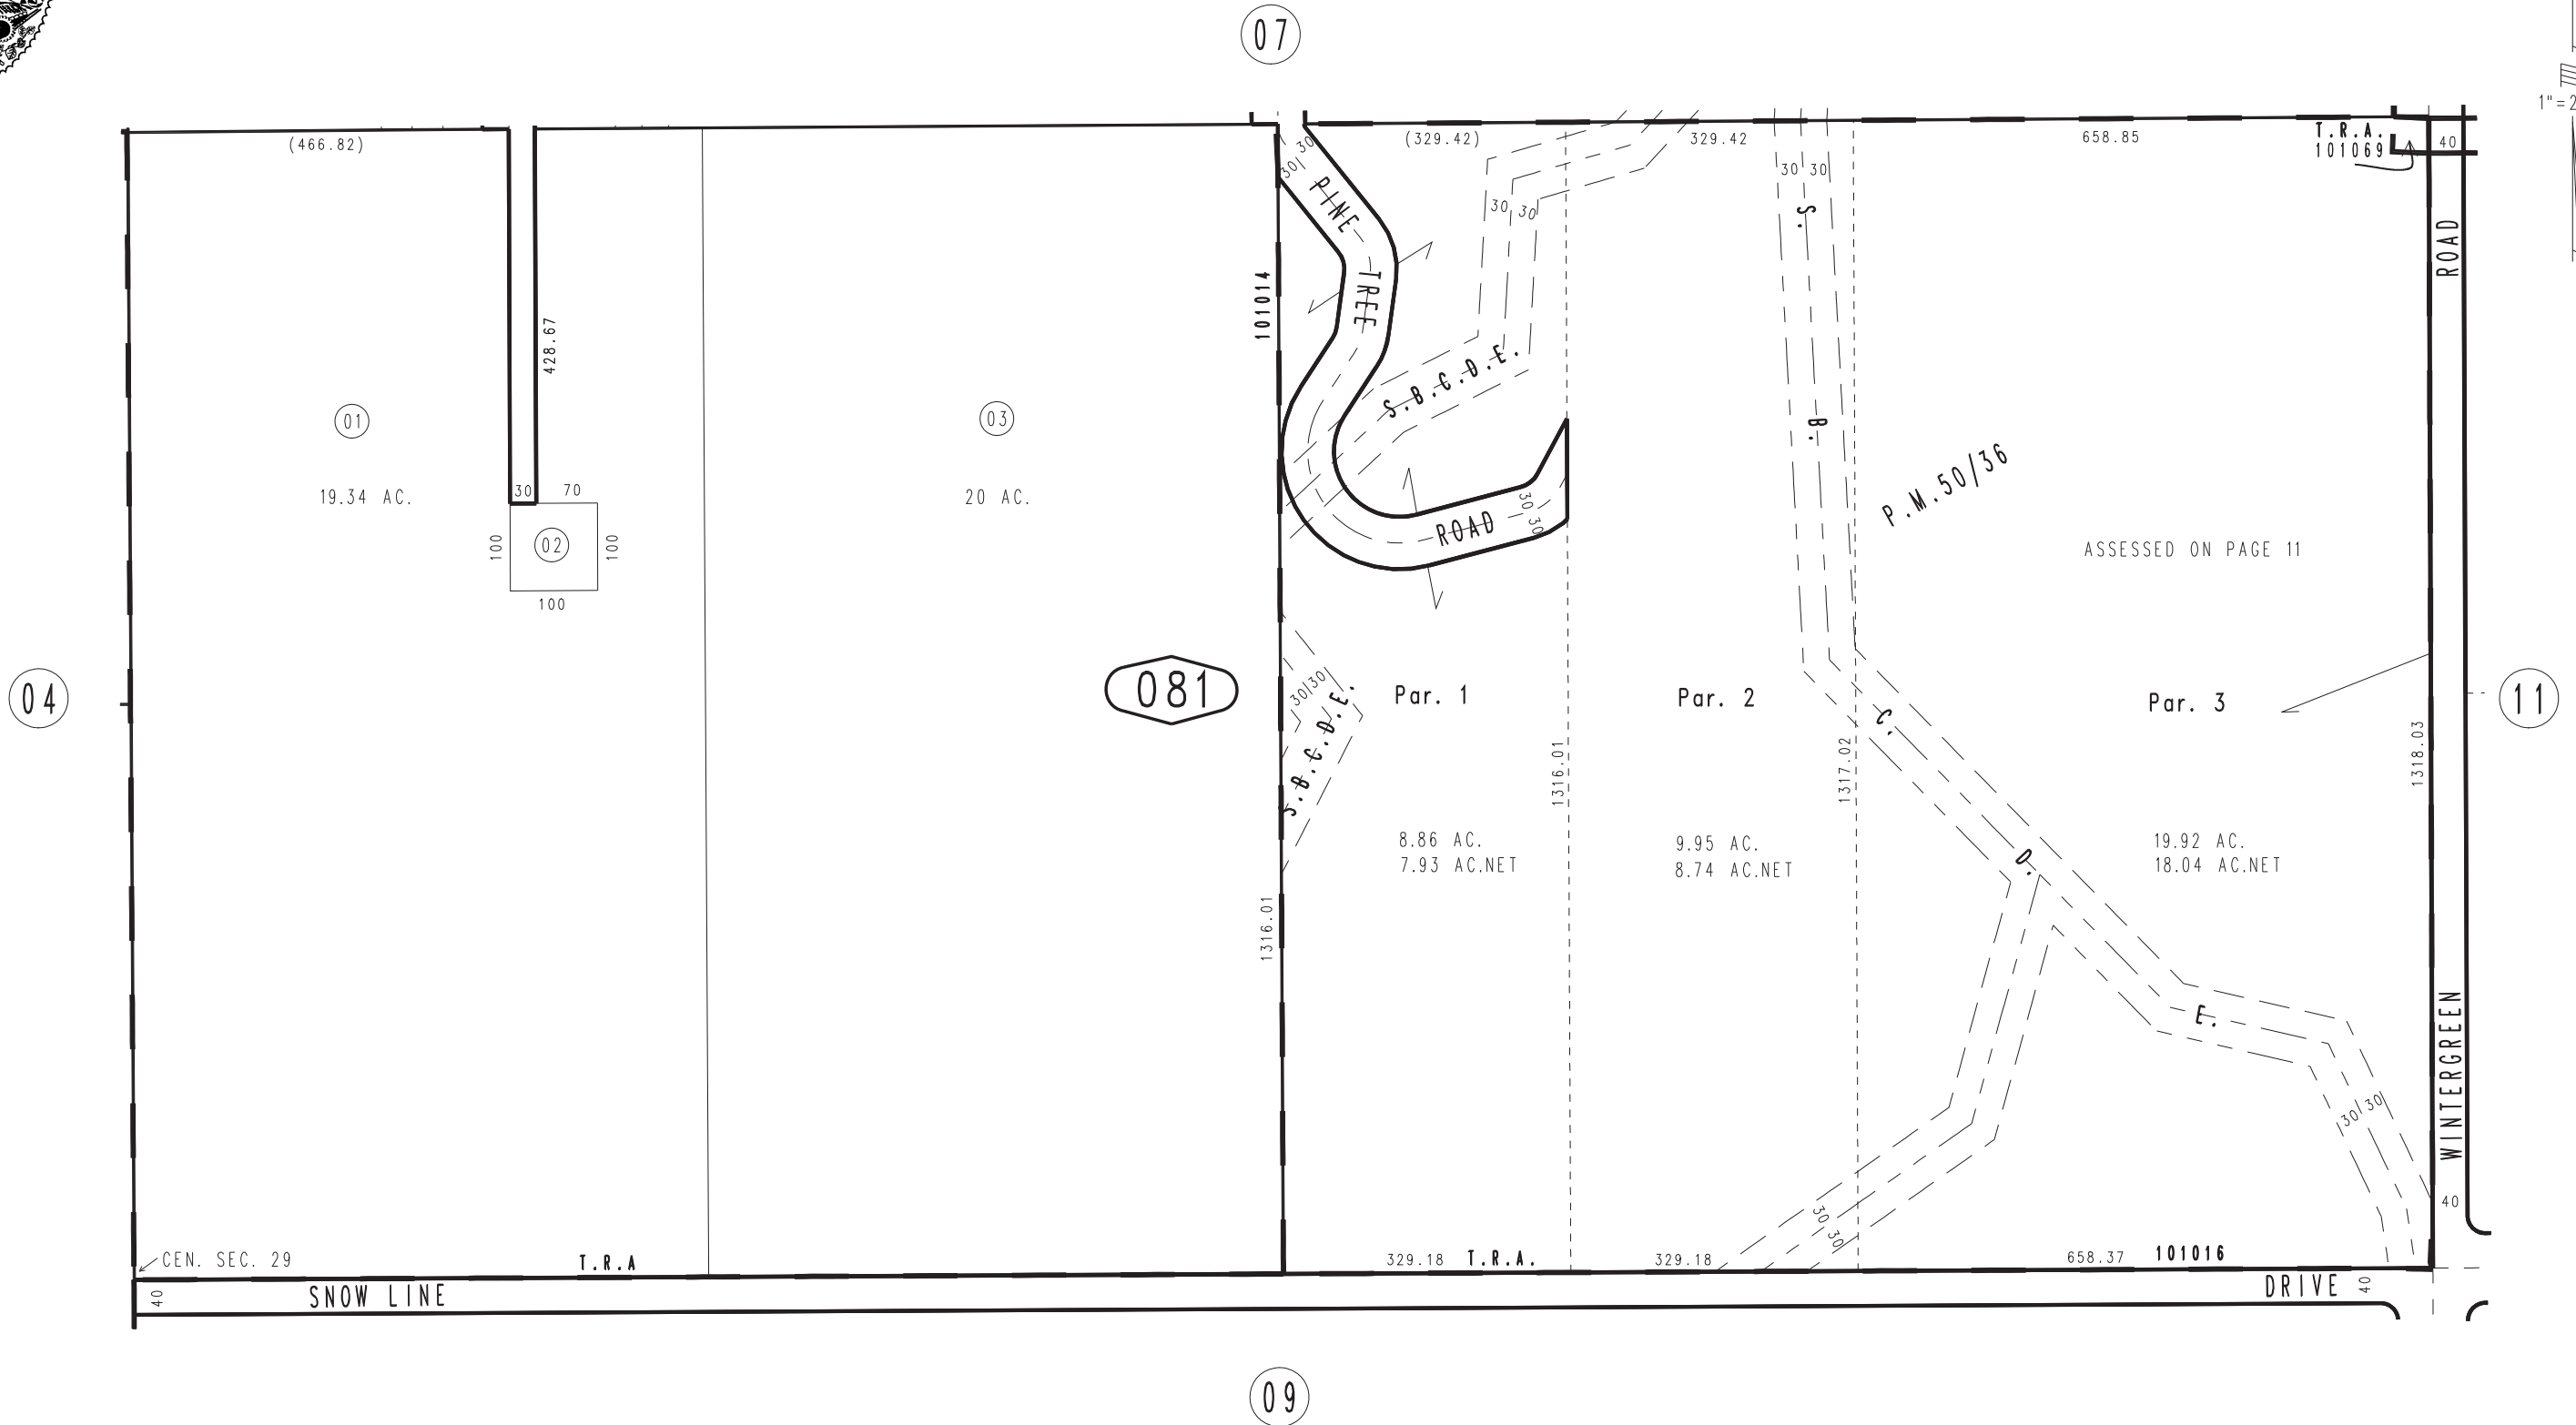 07
1"=2
(466.82)
(329.42)
329.42
658.85
T.R.A.
101069
40
30
30
PINE
TREE
ROAD
30
30
30
30
S.
B.
C.
D.
E.
ROAD
101014
428.67
S.B.C.D.E.
01
19.34 AC.
03
20 AC.
30
70
100
02
100
100
30
30
P.M.50/36
ASSESSED ON PAGE 11
04
081
30
30
S.B.C.D.E.
Par. 1
Par. 2
Par. 3
11
1316.01
1317.02
1318.03
8.86 AC.
7.93 AC.NET
9.95 AC.
8.74 AC.NET
19.92 AC.
18.04 AC.NET
1316.01
WINTERGREEN
30
30
40
30
30
CEN. SEC. 29
T.R.A
329.18
T.R.A.
329.18
658.37
101016
40
SNOW LINE
DRIVE
40
09